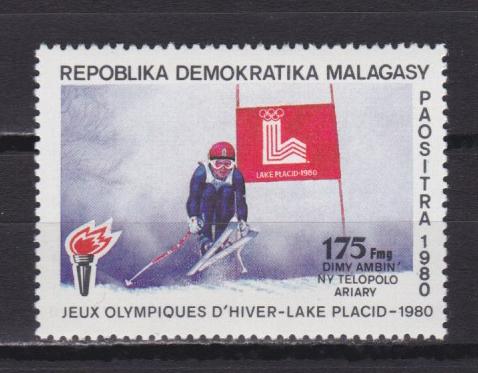 REPOBLIKA DEMOKRATIKA MALAGASY
PAOSITRA 1980
LAKE PLACID-1980
175 Fmg
DIMY AMBIN'
NY TELOPOLO
ARIARY
JEUX OLYMPIQUES D'HIVER-LAKE PLACID-1980